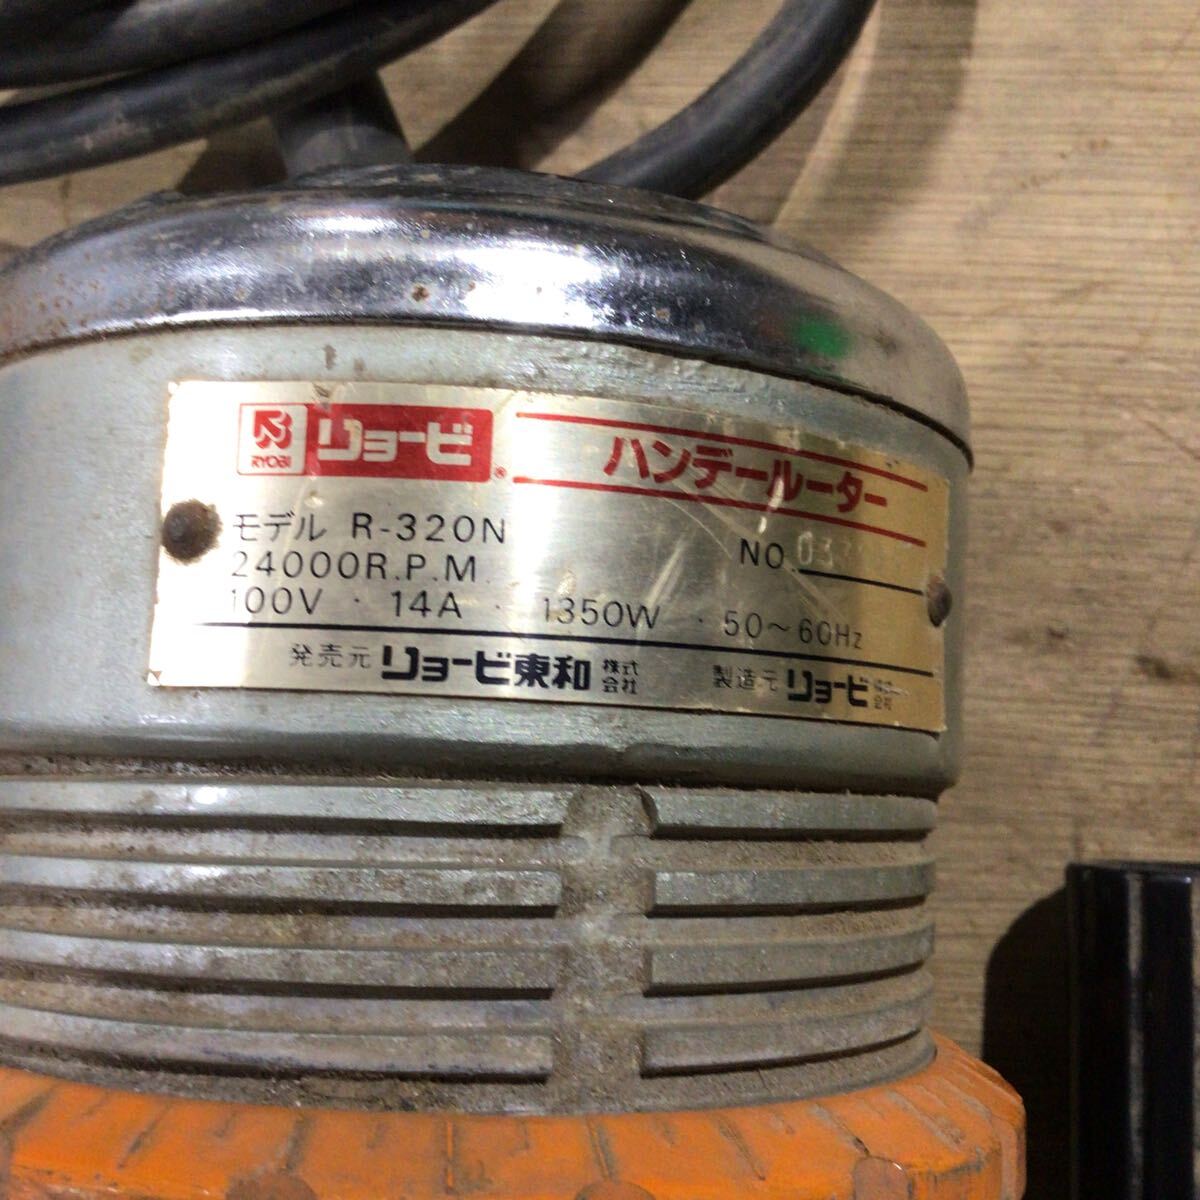 RYOBI リョービ®
ハンデールーター
モデル R-320N
NO.
24000R.P.M.
100V・14A・1350W・50～60Hz
発売元 リョービ東和 株式会社 製造元 リョービ